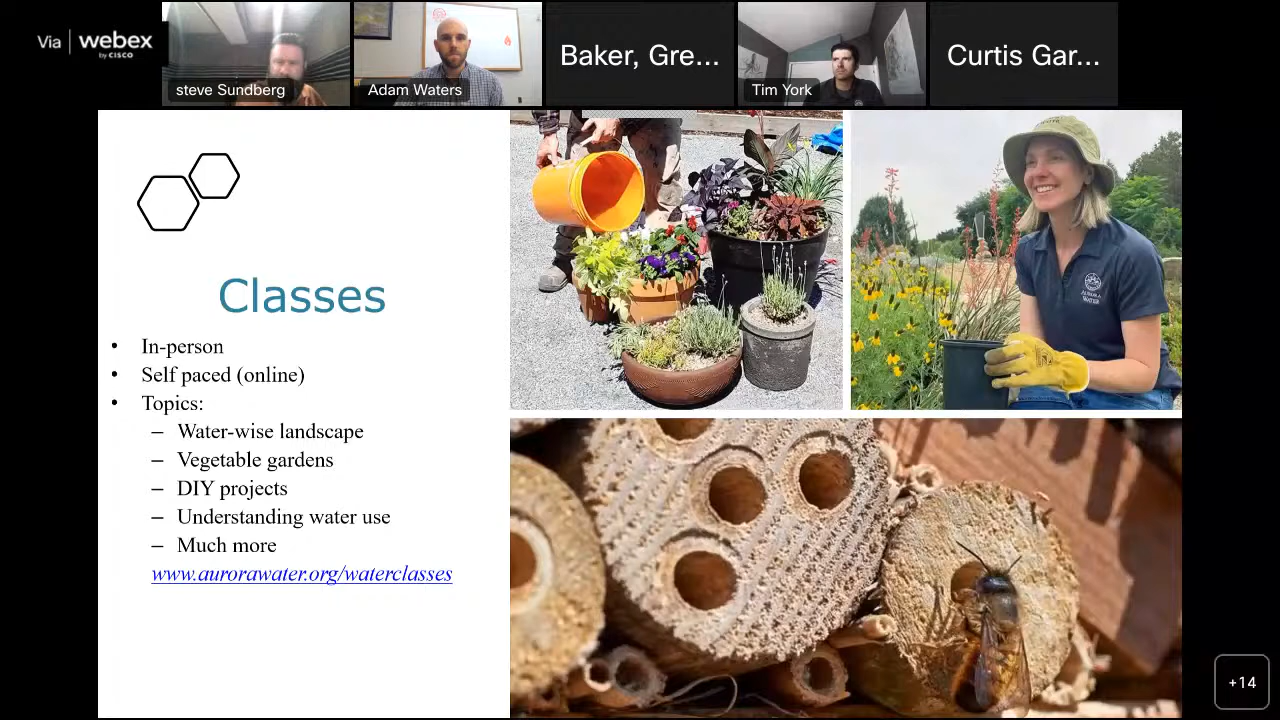 Via | webex
by CISCO
steve Sundberg
Adam Waters
Baker, Gre...
Tim York
Curtis Gar...
Classes
• In-person
• Self paced (online)
• Topics:
– Water-wise landscape
– Vegetable gardens
– DIY projects
– Understanding water use
– Much more
www.aurorawater.org/waterclasses
AURORA
WATER
+14